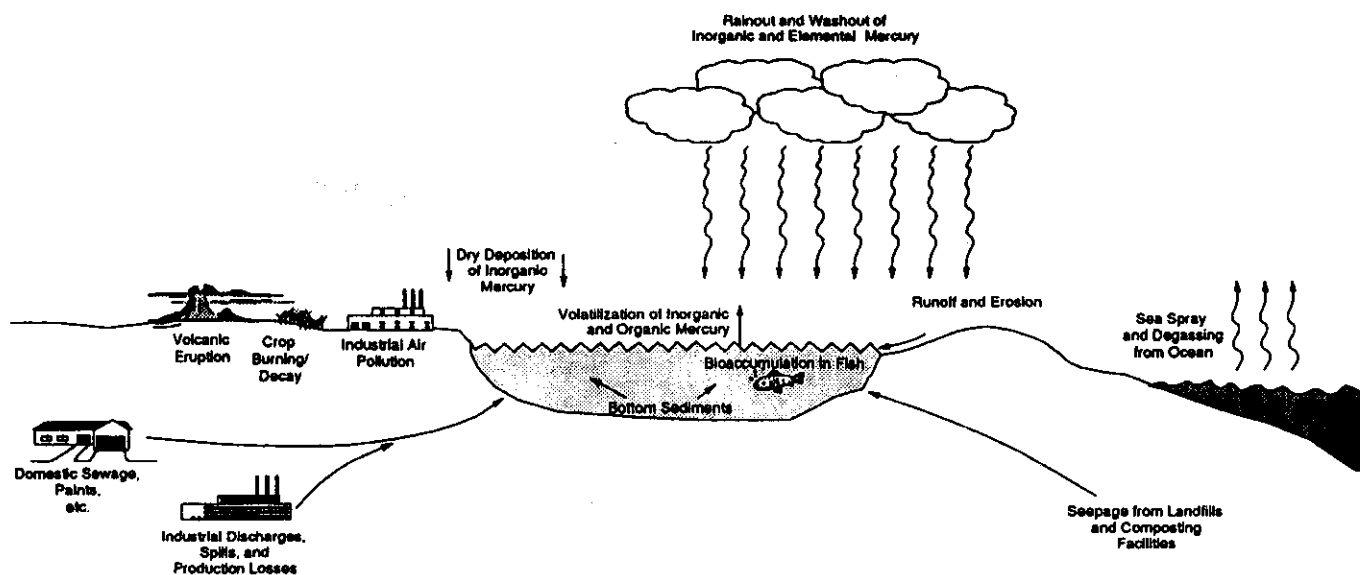 Rainout and Washout of
Inorganic and Elemental Mercury
Dry Deposition
of Inorganic
Mercury
Volatilization of Inorganic
and Organic Mercury
Runoff and Erosion
Sea Spray
and Degassing
from Ocean
Volcanic
Eruption
Crop
Burning/
Decay
Industrial Air
Pollution
Bioaccumulation in Fish
Bottom Sediments
Domestic Sewage,
Paints,
etc.
Industrial Discharges,
Spills, and
Production Losses
Seepage from Landfills
and Composting
Facilities